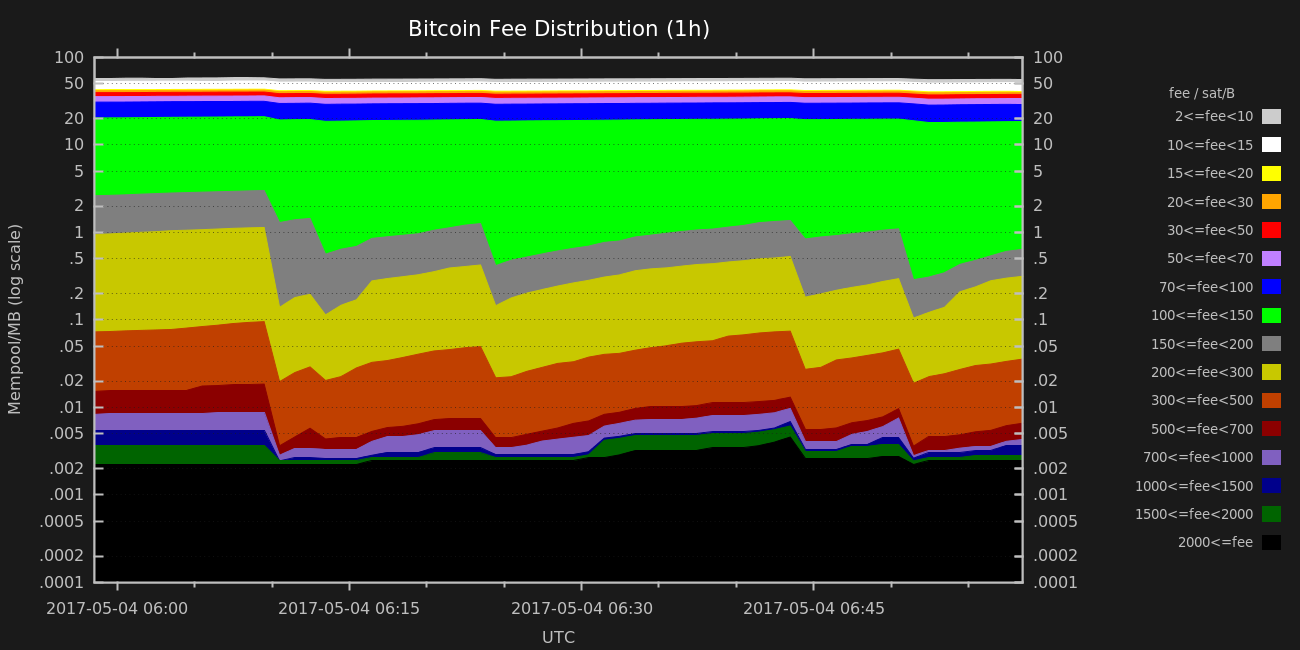 Bitcoin Fee Distribution (1h)
Mempool/MB (log scale)
100
50
20
10
5
2
1
.5
.2
.1
.05
.02
.01
.005
.002
.001
.0005
.0002
.0001
100
50
20
10
5
2
1
.5
.2
.1
.05
.02
.01
.005
.002
.001
.0005
.0002
.0001
2017-05-04 06:00
2017-05-04 06:15
2017-05-04 06:30
2017-05-04 06:45
UTC
fee / sat/B
2<=fee<10
10<=fee<15
15<=fee<20
20<=fee<30
30<=fee<50
50<=fee<70
70<=fee<100
100<=fee<150
150<=fee<200
200<=fee<300
300<=fee<500
500<=fee<700
700<=fee<1000
1000<=fee<1500
1500<=fee<2000
2000<=fee